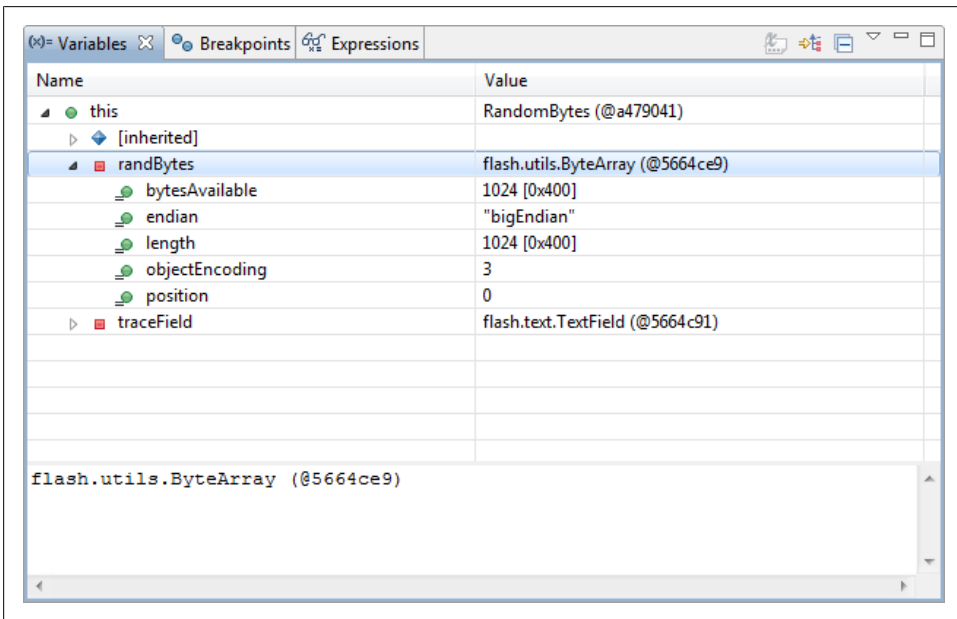 (x)= Variables Breakpoints Expressions
Name Value
this RandomBytes (@a479041)
[inherited]
randBytes flash.utils.ByteArray (@5664ce9)
bytesAvailable 1024 [0x400]
endian "bigEndian"
length 1024 [0x400]
objectEncoding 3
position 0
traceField flash.text.TextField (@5664c91)
flash.utils.ByteArray (@5664ce9)